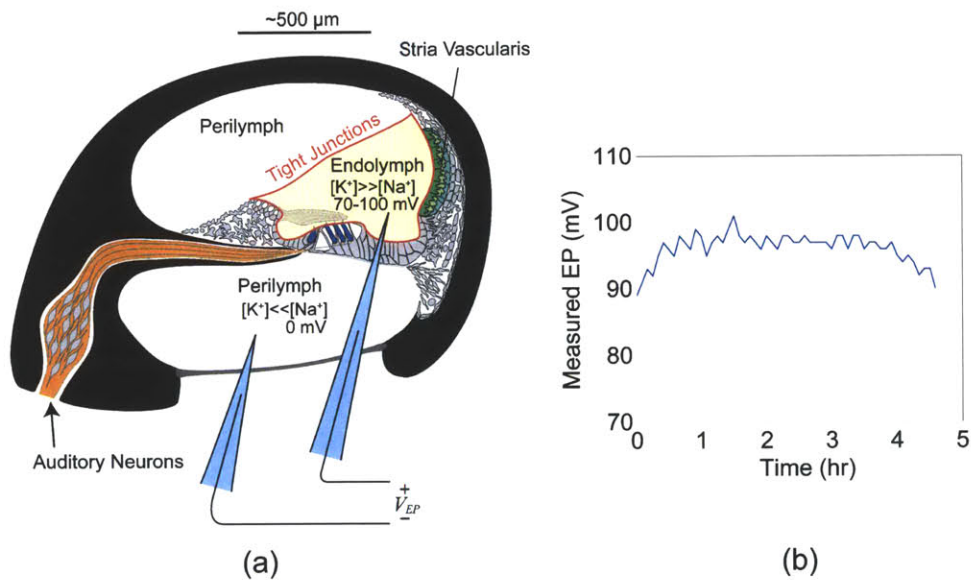 ~500 µm
Stria Vascularis
Perilymph
Tight Junctions
Endolymph
[K⁺]>>[Na⁺]
70-100 mV
Perilymph
[K⁺]<<[Na⁺]
0 mV
Auditory Neurons
+
V_EP
−
(a)
110
100
90
80
70
Measured EP (mV)
0 1 2 3 4 5
Time (hr)
(b)